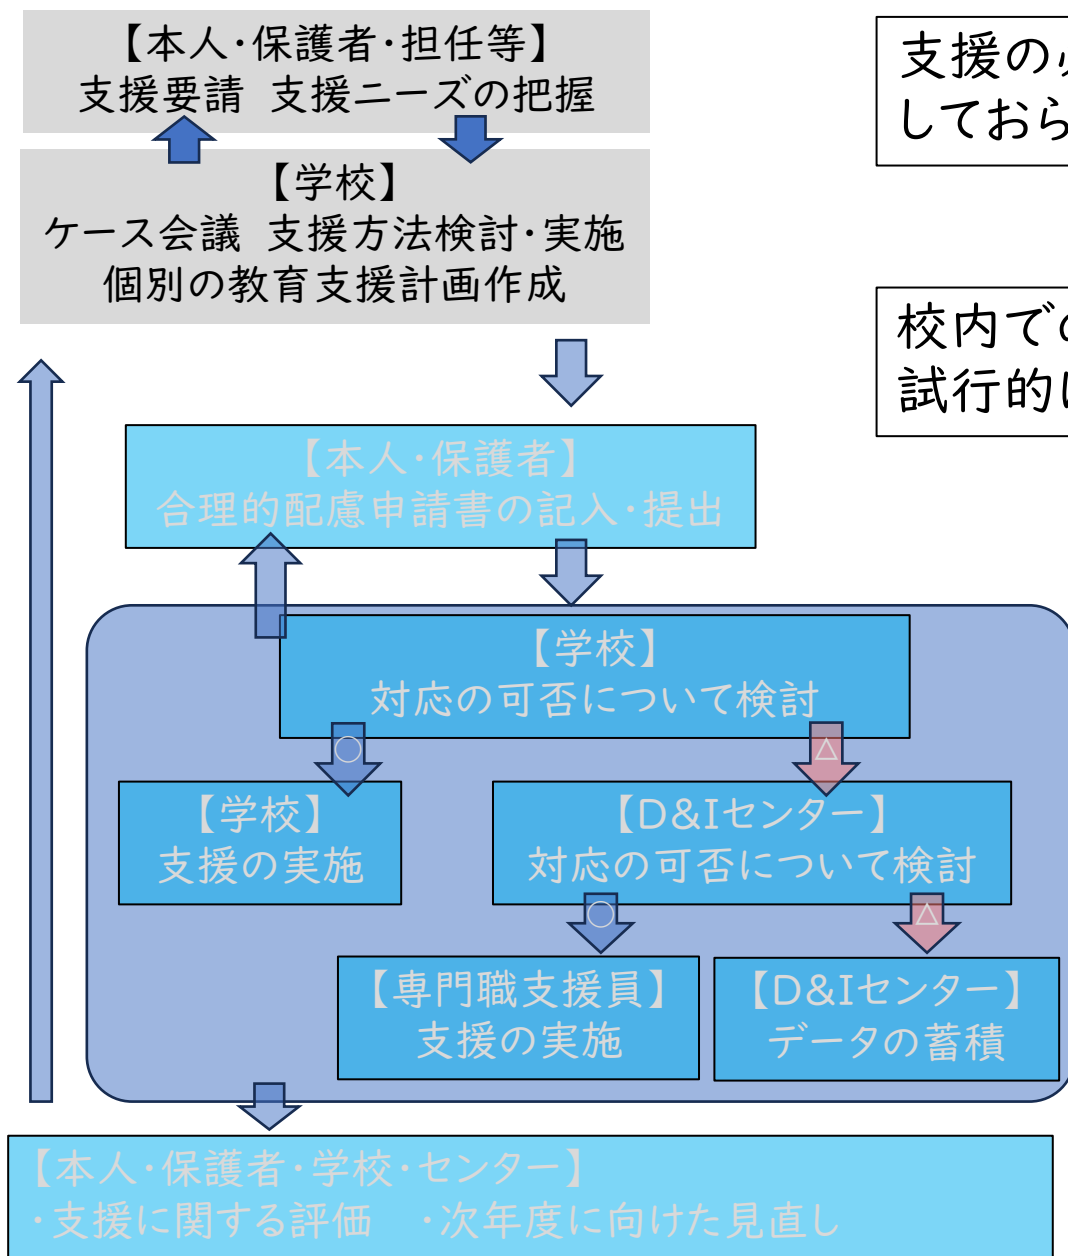 【本人・保護者・担任等】
支援要請 支援ニーズの把握
【学校】
ケース会議 支援方法検討・実施
個別の教育支援計画作成
【本人・保護者】
合理的配慮申請書の記入・提出
【学校】
対応の可否について検討
○
△
【学校】
支援の実施
【D&Iセンター】
対応の可否について検討
○
△
【専門職支援員】
支援の実施
【D&Iセンター】
データの蓄積
【本人・保護者・学校・センター】
・支援に関する評価 ・次年度に向けた見直し
支援の
しておら
校内で
試行的に